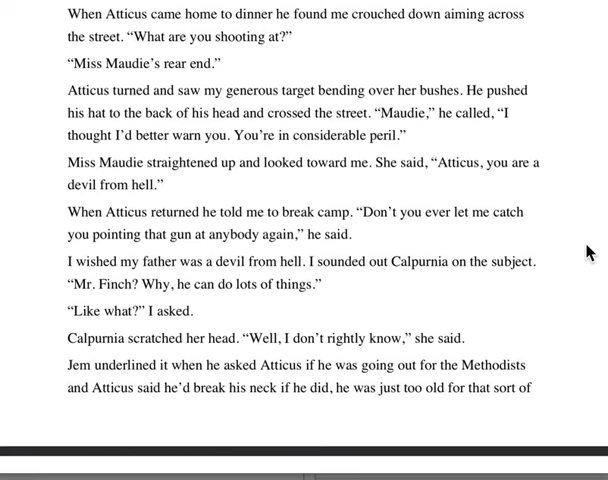 When Atticus came home to dinner he found me crouched down aiming across
the street. “What are you shooting at?”
“Miss Maudie’s rear end.”
Atticus turned and saw my generous target bending over her bushes. He pushed
his hat to the back of his head and crossed the street. “Maudie,” he called, “I
thought I’d better warn you. You’re in considerable peril.”
Miss Maudie straightened up and looked toward me. She said, “Atticus, you are a
devil from hell.”
When Atticus returned he told me to break camp. “Don’t you ever let me catch
you pointing that gun at anybody again,” he said.
I wished my father was a devil from hell. I sounded out Calpurnia on the subject.
“Mr. Finch? Why, he can do lots of things.”
“Like what?” I asked.
Calpurnia scratched her head. “Well, I don’t rightly know,” she said.
Jem underlined it when he asked Atticus if he was going out for the Methodists
and Atticus said he’d break his neck if he did, he was just too old for that sort of